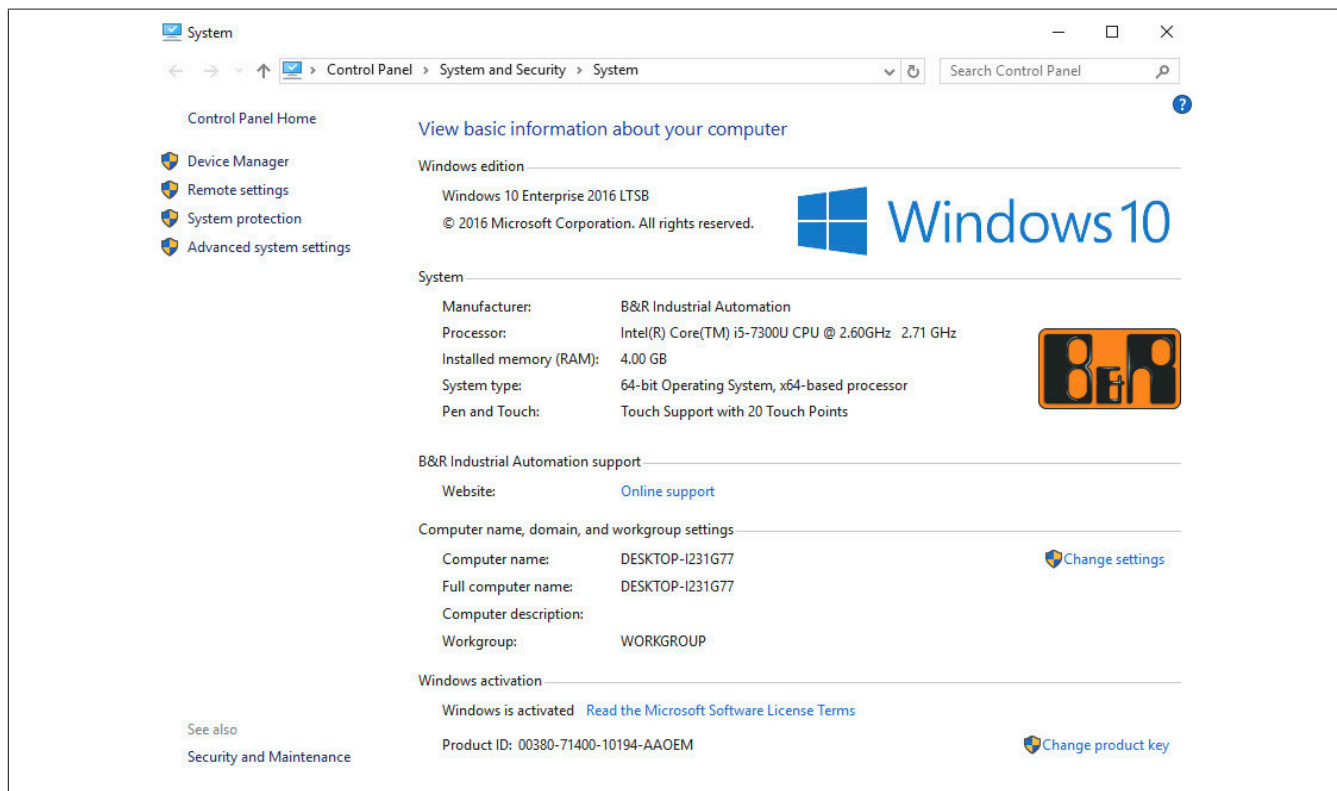 System
Control Panel > System and Security > System
Search Control Panel
?
Control Panel Home
Device Manager
Remote settings
System protection
Advanced system settings
See also
Security and Maintenance
View basic information about your computer
Windows edition
Windows 10 Enterprise 2016 LTSB
© 2016 Microsoft Corporation. All rights reserved.
Windows 10
System
Manufacturer: B&R Industrial Automation
Processor: Intel(R) Core(TM) i5-7300U CPU @ 2.60GHz 2.71 GHz
Installed memory (RAM): 4.00 GB
System type: 64-bit Operating System, x64-based processor
Pen and Touch: Touch Support with 20 Touch Points
B&R
B&R Industrial Automation support
Website: Online support
Computer name, domain, and workgroup settings
Computer name: DESKTOP-I231G77
Change settings
Full computer name: DESKTOP-I231G77
Computer description:
Workgroup: WORKGROUP
Windows activation
Windows is activated Read the Microsoft Software License Terms
Product ID: 00380-71400-10194-AAOEM
Change product key